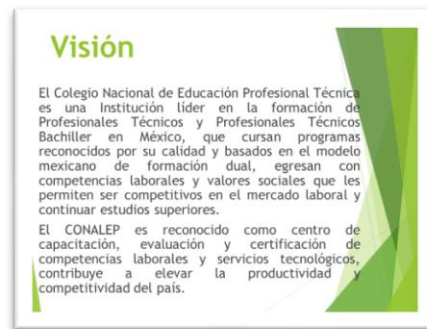 Visión
El Colegio Nacional de Educación Profesional Técnica
es una Institución líder en la formación de
Profesionales Técnicos y Profesionales Técnicos
Bachiller en México, que cursan programas
reconocidos por su calidad y basados en el modelo
mexicano de formación dual, egresan con
competencias laborales y valores sociales que les
permiten ser competitivos en el mercado laboral y
continuar estudios superiores.
El CONALEP es reconocido como centro de
capacitación, evaluación y certificación de
competencias laborales y servicios tecnológicos,
contribuye a elevar la productividad y
competitividad del país.